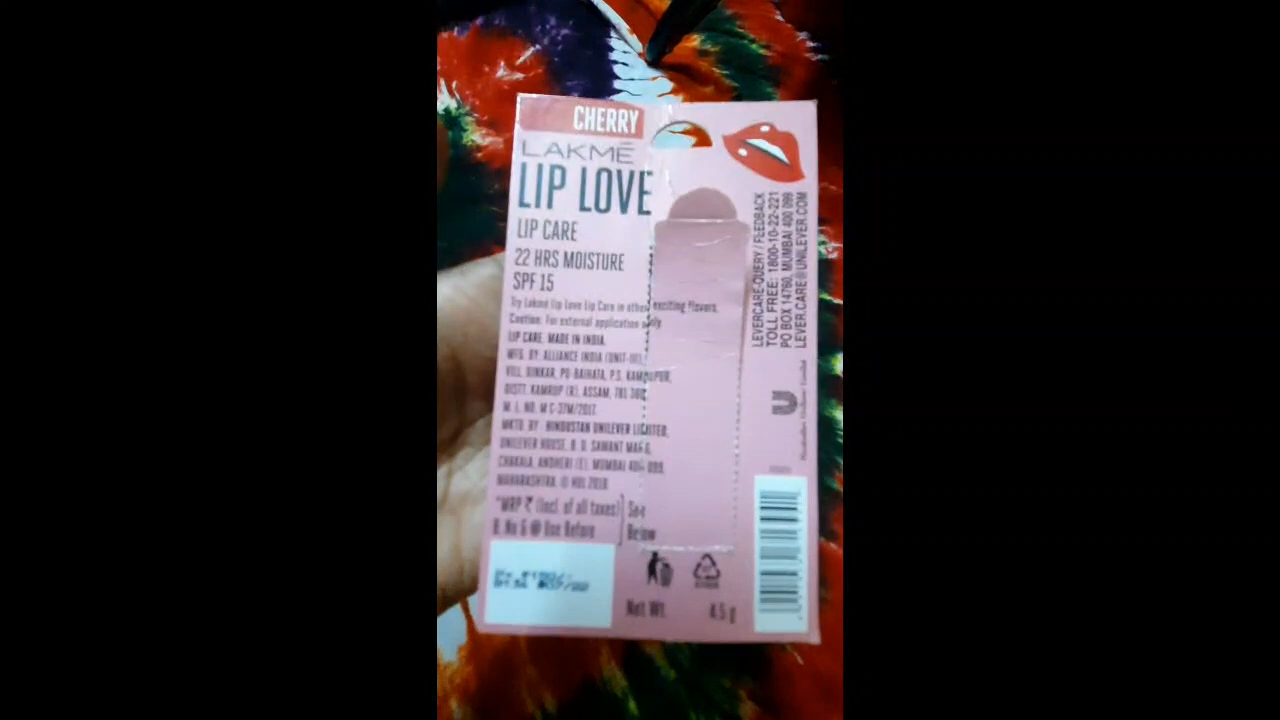 CHERRY
LAKMÉ
LIP LOVE
LIP CARE
22 HRS MOISTURE
SPF 15
Try Lakmé Lip Love Lip Care in other exciting flavors.
Caution: For external application only
LIP CARE. MADE IN INDIA.
MFG. BY: ALLIANCE INDIA (UNIT-III),
VILL. PO-BAIHATA, P.S. KAMALPUR,
DISTT. KAMRUP (R), ASSAM, 781
M. L. NO. M C-37M/2017
MKTD. BY: HINDUSTAN UNILEVER LIMITED,
UNILEVER HOUSE, B. D. SAWANT MARG,
CHAKALA, ANDHERI (E), MUMBAI 400 099,
MAHARASHTRA. © HUL 2018.
*MRP ₹ (Incl. of all taxes) See
B. No & @ Use Before Below
Net Wt. 4.5 g
LEVERCARE-QUERY / FEEDBACK
TOLL FREE: 1800-10-22-221
PO BOX 14760, MUMBAI 400 099
LEVER.CARE@UNILEVER.COM
Hindustan Unilever Limited